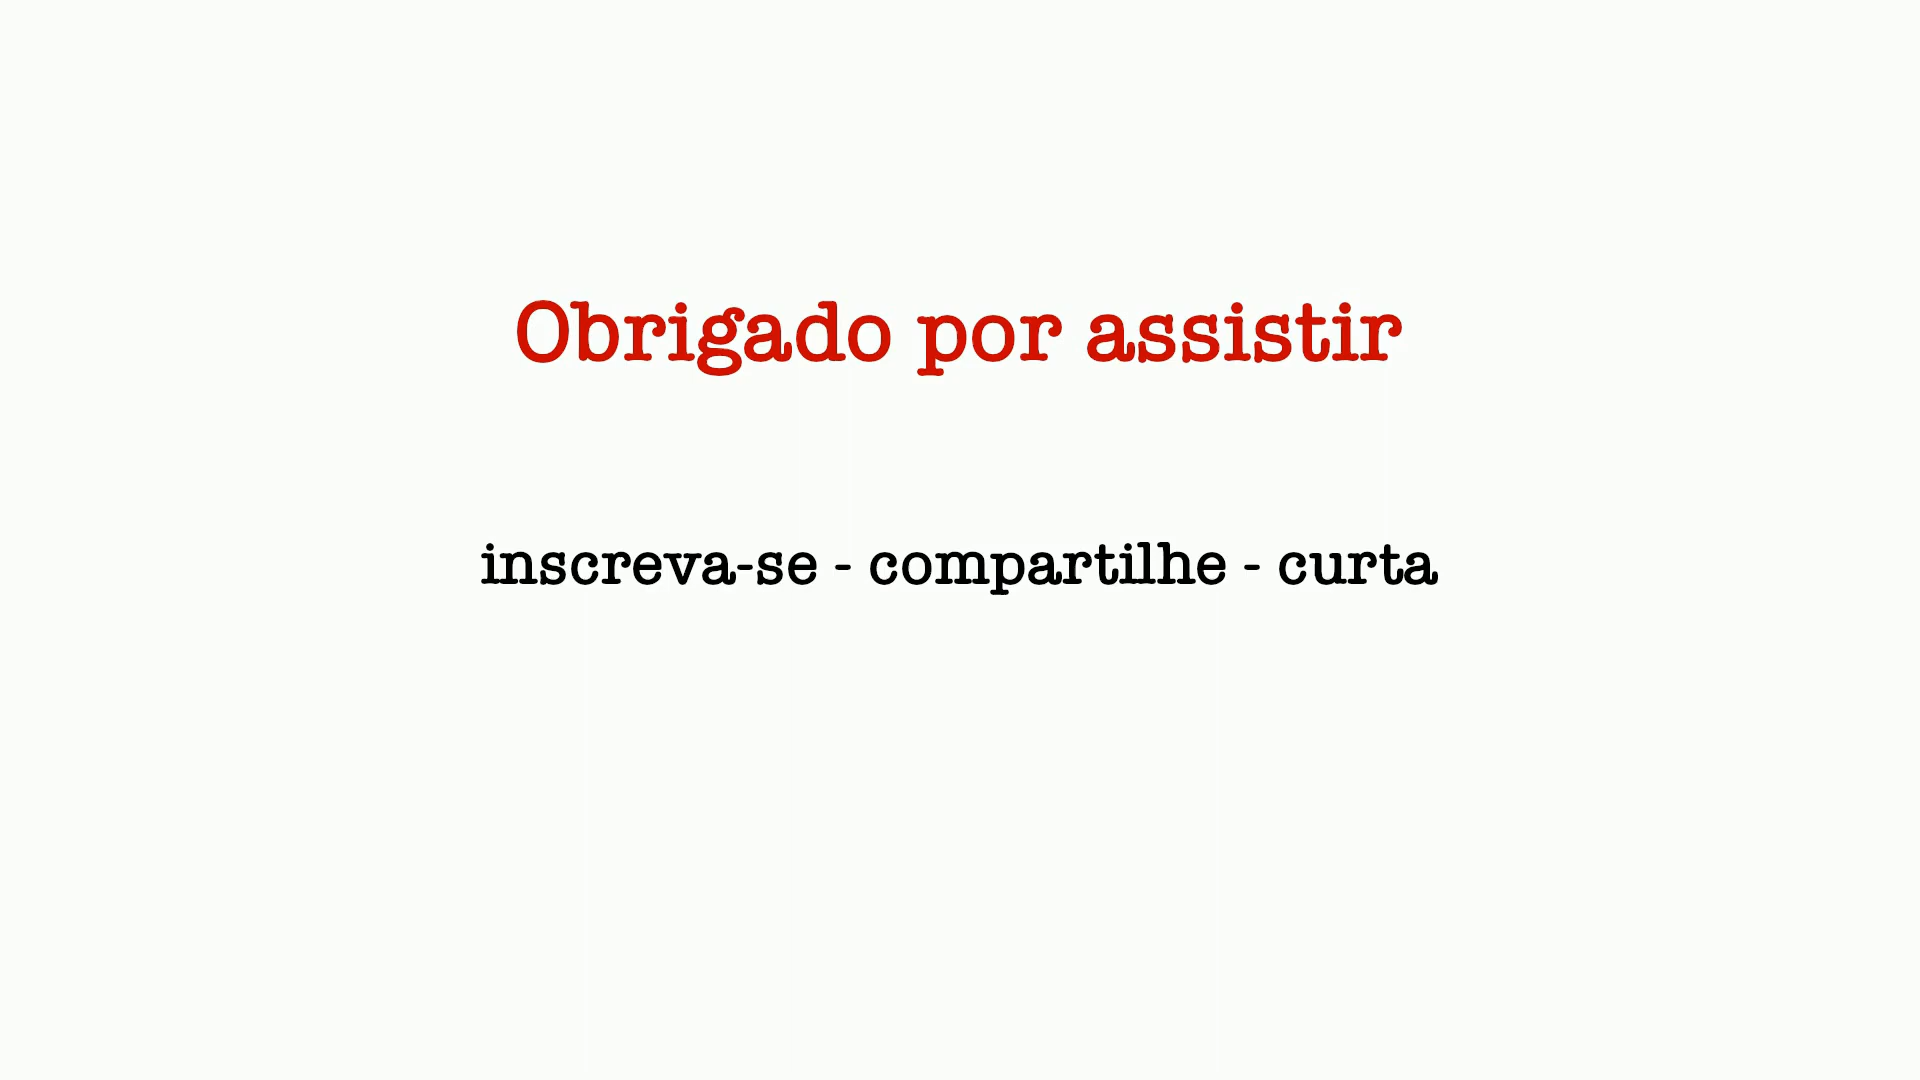 Obrigado por assistir
inscreva-se - compartilhe - curta